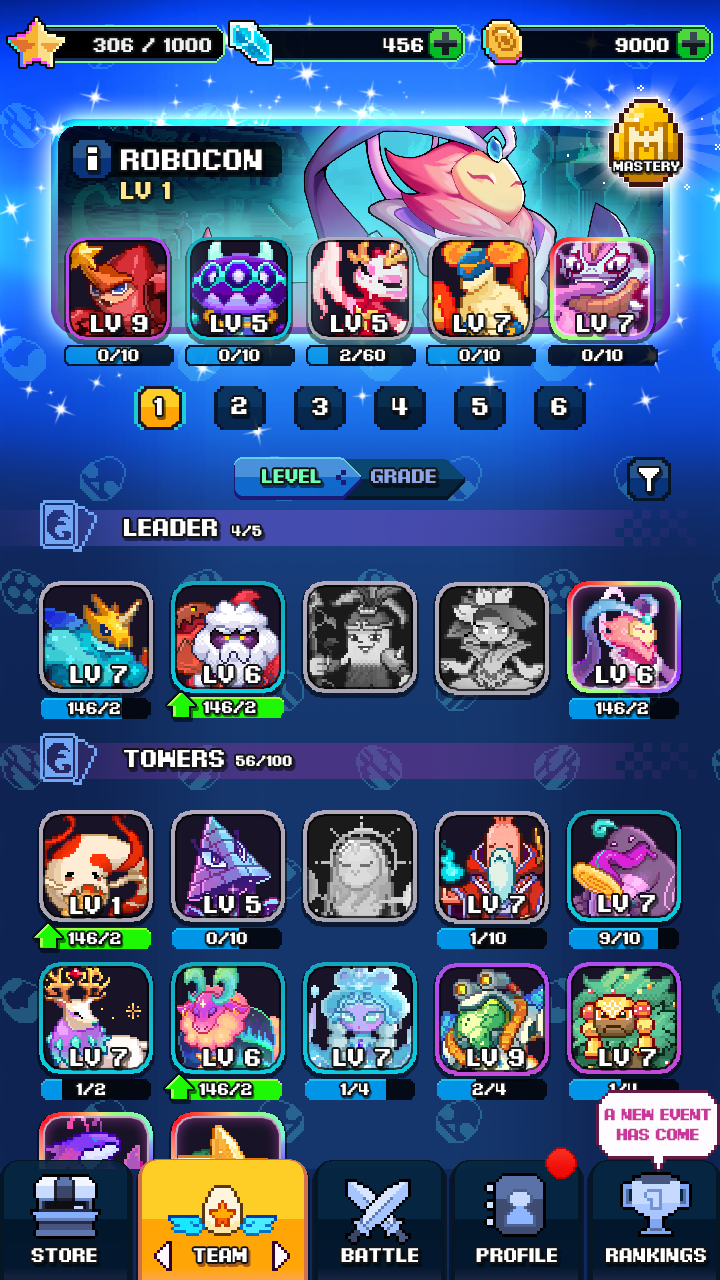 306 / 1000
456
9000
ROBOCON
LV 1
M
MASTERY
LV 9 LV 5 LV 5 LV 7 LV 7
0/10 0/10 2/60 0/10 0/10
1 2 3 4 5 6
LEVEL GRADE
LEADER 4/5
LV 7 LV 6 LV 6
146/2 146/2 146/2
TOWERS 56/100
LV 1 LV 5 LV 7 LV 7
146/2 0/10 1/10 9/10
LV 7 LV 6 LV 7 LV 9 LV 7
1/2 146/2 1/4 2/4 1/4
A NEW EVENT
HAS COME
STORE TEAM BATTLE PROFILE RANKINGS